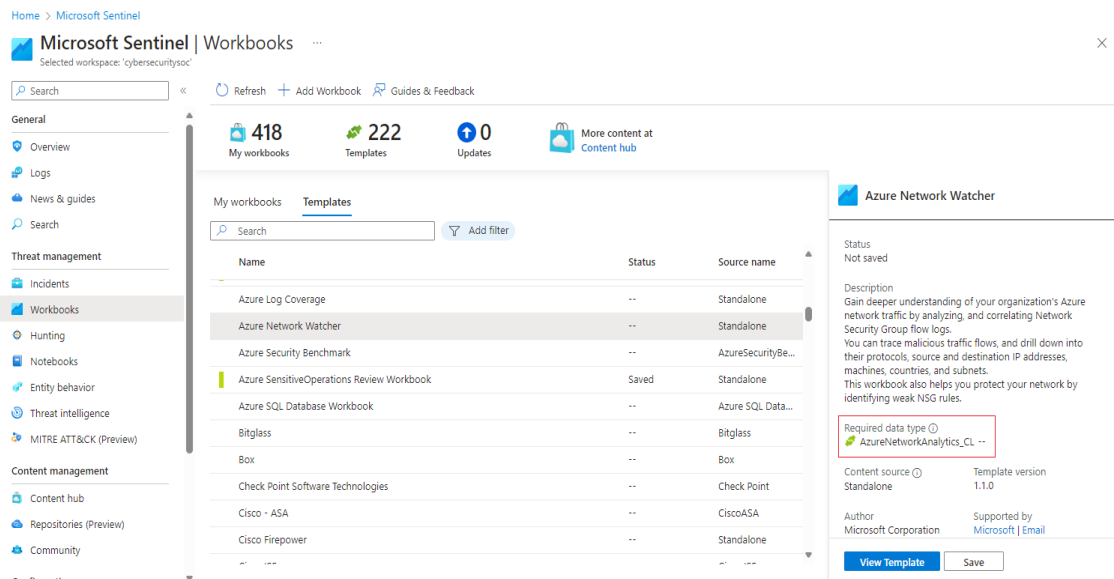 Home > Microsoft Sentinel
Microsoft Sentinel | Workbooks ...
Selected workspace: 'cybersecuritysoc'
Search «
Refresh Add Workbook Guides & Feedback
General
Overview
Logs
News & guides
Search
Threat management
Incidents
Workbooks
Hunting
Notebooks
Entity behavior
Threat intelligence
MITRE ATT&CK (Preview)
Content management
Content hub
Repositories (Preview)
Community
418
My workbooks
222
Templates
0
Updates
More content at
Content hub
My workbooks Templates
Search Add filter
Name Status Source name
Azure Log Coverage -- Standalone
Azure Network Watcher -- Standalone
Azure Security Benchmark -- AzureSecurityBe...
Azure SensitiveOperations Review Workbook Saved Standalone
Azure SQL Database Workbook -- Azure SQL Data...
Bitglass -- Bitglass
Box -- Box
Check Point Software Technologies -- Check Point
Cisco - ASA -- CiscoASA
Cisco Firepower -- Standalone
Azure Network Watcher
Status
Not saved
Description
Gain deeper understanding of your organization's Azure
network traffic by analyzing, and correlating Network
Security Group flow logs.
You can trace malicious traffic flows, and drill down into
their protocols, source and destination IP addresses,
machines, countries, and subnets.
This workbook also helps you protect your network by
identifying weak NSG rules.
Required data type
AzureNetworkAnalytics_CL --
Content source Template version
Standalone 1.1.0
Author Supported by
Microsoft Corporation Microsoft | Email
View Template Save